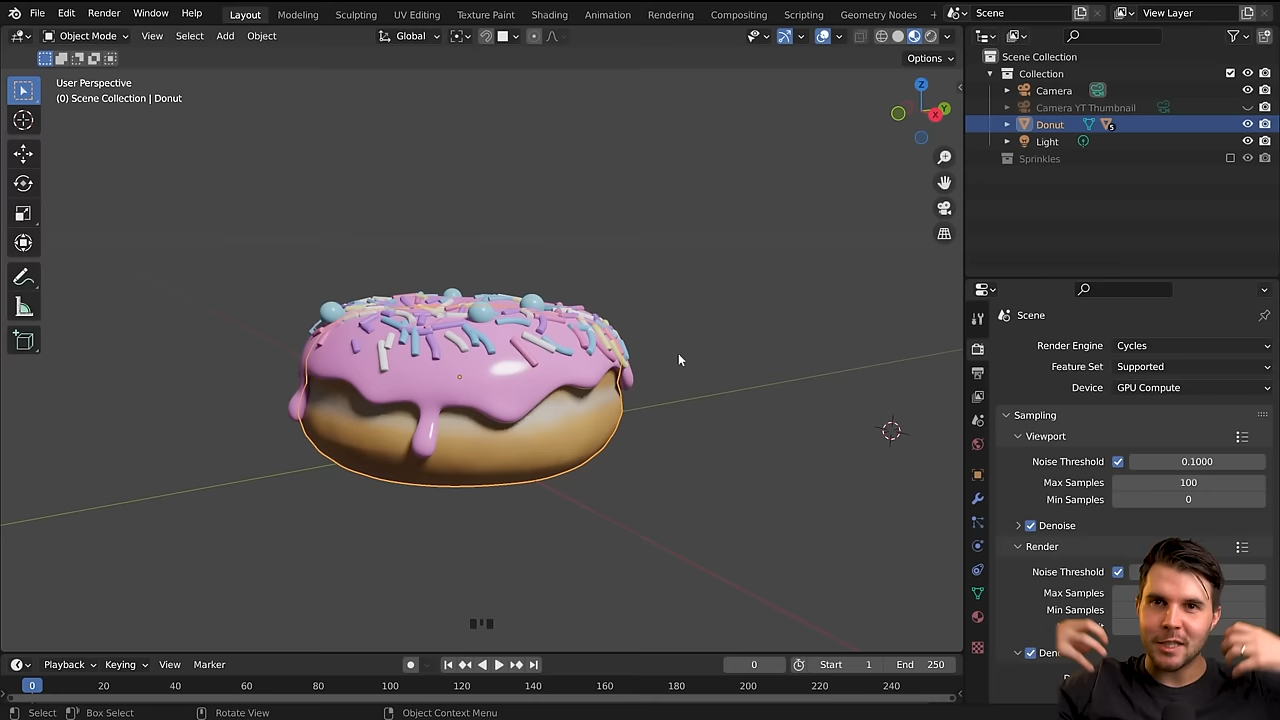 File Edit Render Window Help Layout Modeling Sculpting UV Editing Texture Paint Shading Animation Rendering Compositing Scripting Geometry Nodes + Scene View Layer
Object Mode View Select Add Object Global
Options
User Perspective
(0) Scene Collection | Donut
Z
Y
X
Scene Collection
Collection
Camera
Camera YT Thumbnail
Donut 5
Light
Sprinkles
Scene
Render Engine Cycles
Feature Set Supported
Device GPU Compute
Sampling
Viewport
Noise Threshold 0.1000
Max Samples 100
Min Samples 0
Denoise
Render
Noise Threshold
Max Samples
Min Samples
Playback Keying View Marker 0 Start 1 End 250
0 20 40 60 80 100 120 140 160 180 200 220 240
Select Box Select Rotate View Object Context Menu